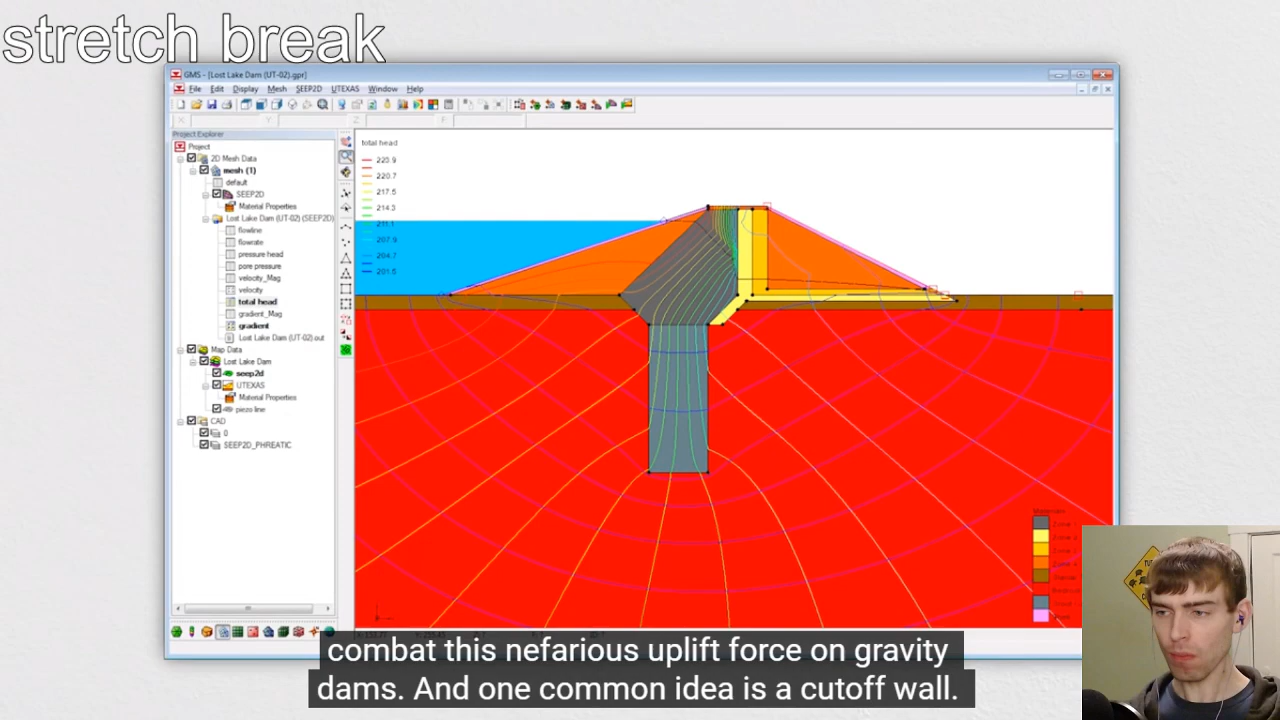 stretch break
GMS - [Lost Lake Dam (UT-02).gpr]
File Edit Display Mesh SEEP2D UTEXAS Window Help
X: Y: Z: F:
Project Explorer
Project
2D Mesh Data
mesh (1)
default
SEEP2D
Material Properties
Lost Lake Dam (UT-02) (SEEP2D)
flowline
flowrate
pressure head
pore pressure
velocity_Mag
velocity
total head
gradient_Mag
gradient
Lost Lake Dam (UT-02).out
Map Data
Lost Lake Dam
seep2d
UTEXAS
Material Properties
piezo line
CAD
0
SEEP2D_PHREATIC
total head
223.9
220.7
217.5
214.3
211.1
207.9
204.7
201.5
combat this nefarious uplift force on gravity
dams. And one common idea is a cutoff wall.